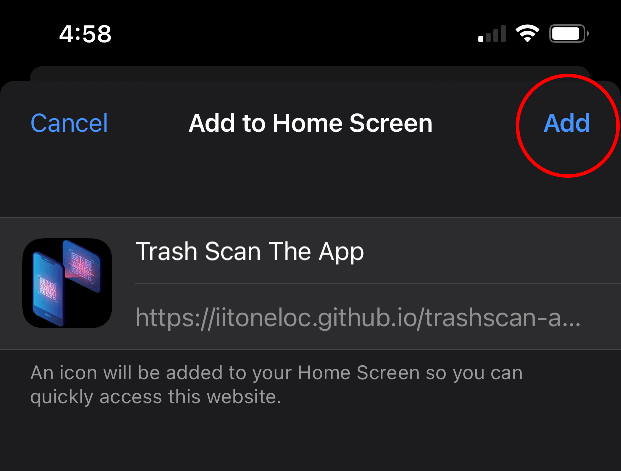 4:58
Cancel Add to Home Screen Add
Trash Scan The App
https://iitoneloc.github.io/trashscan-a...
An icon will be added to your Home Screen so you can
quickly access this website.